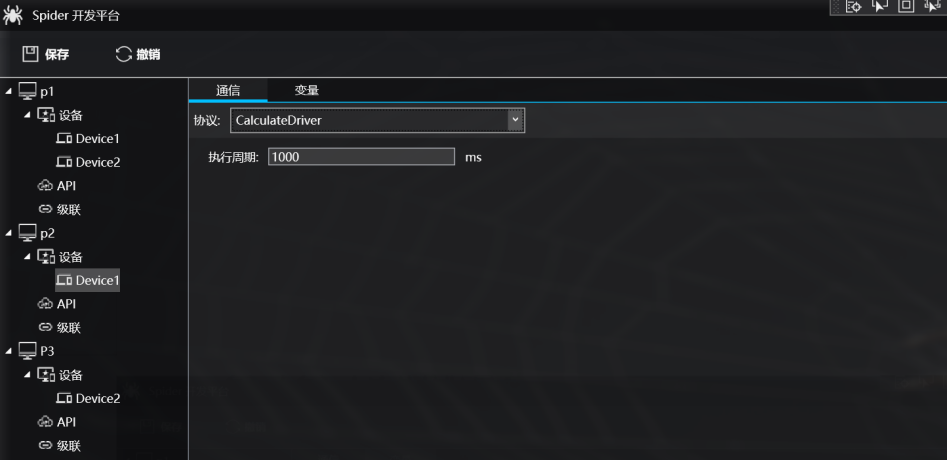 Spider 开发平台
保存 撤销
p1
设备
Device1
Device2
API
级联
p2
设备
Device1
API
级联
P3
设备
Device2
API
级联
通信 变量
协议: CalculateDriver
执行周期: 1000 ms